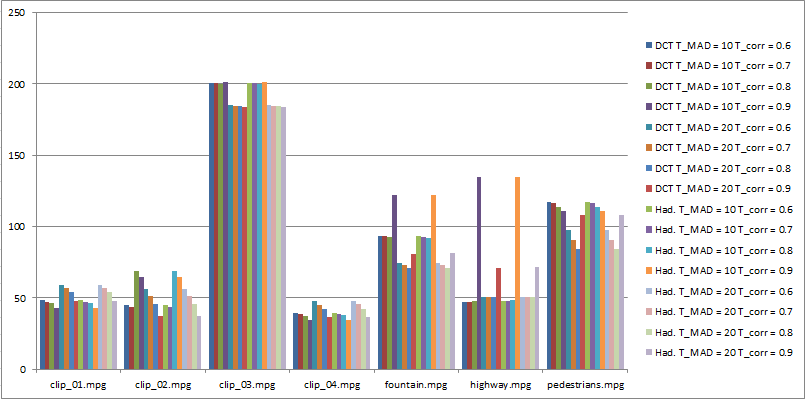 250
200
150
100
50
0
clip_01.mpg clip_02.mpg clip_03.mpg clip_04.mpg fountain.mpg highway.mpg pedestrians.mpg
DCT T_MAD = 10 T_corr = 0.6
DCT T_MAD = 10 T_corr = 0.7
DCT T_MAD = 10 T_corr = 0.8
DCT T_MAD = 10 T_corr = 0.9
DCT T_MAD = 20 T_corr = 0.6
DCT T_MAD = 20 T_corr = 0.7
DCT T_MAD = 20 T_corr = 0.8
DCT T_MAD = 20 T_corr = 0.9
Had. T_MAD = 10 T_corr = 0.6
Had. T_MAD = 10 T_corr = 0.7
Had. T_MAD = 10 T_corr = 0.8
Had. T_MAD = 10 T_corr = 0.9
Had. T_MAD = 20 T_corr = 0.6
Had. T_MAD = 20 T_corr = 0.7
Had. T_MAD = 20 T_corr = 0.8
Had. T_MAD = 20 T_corr = 0.9